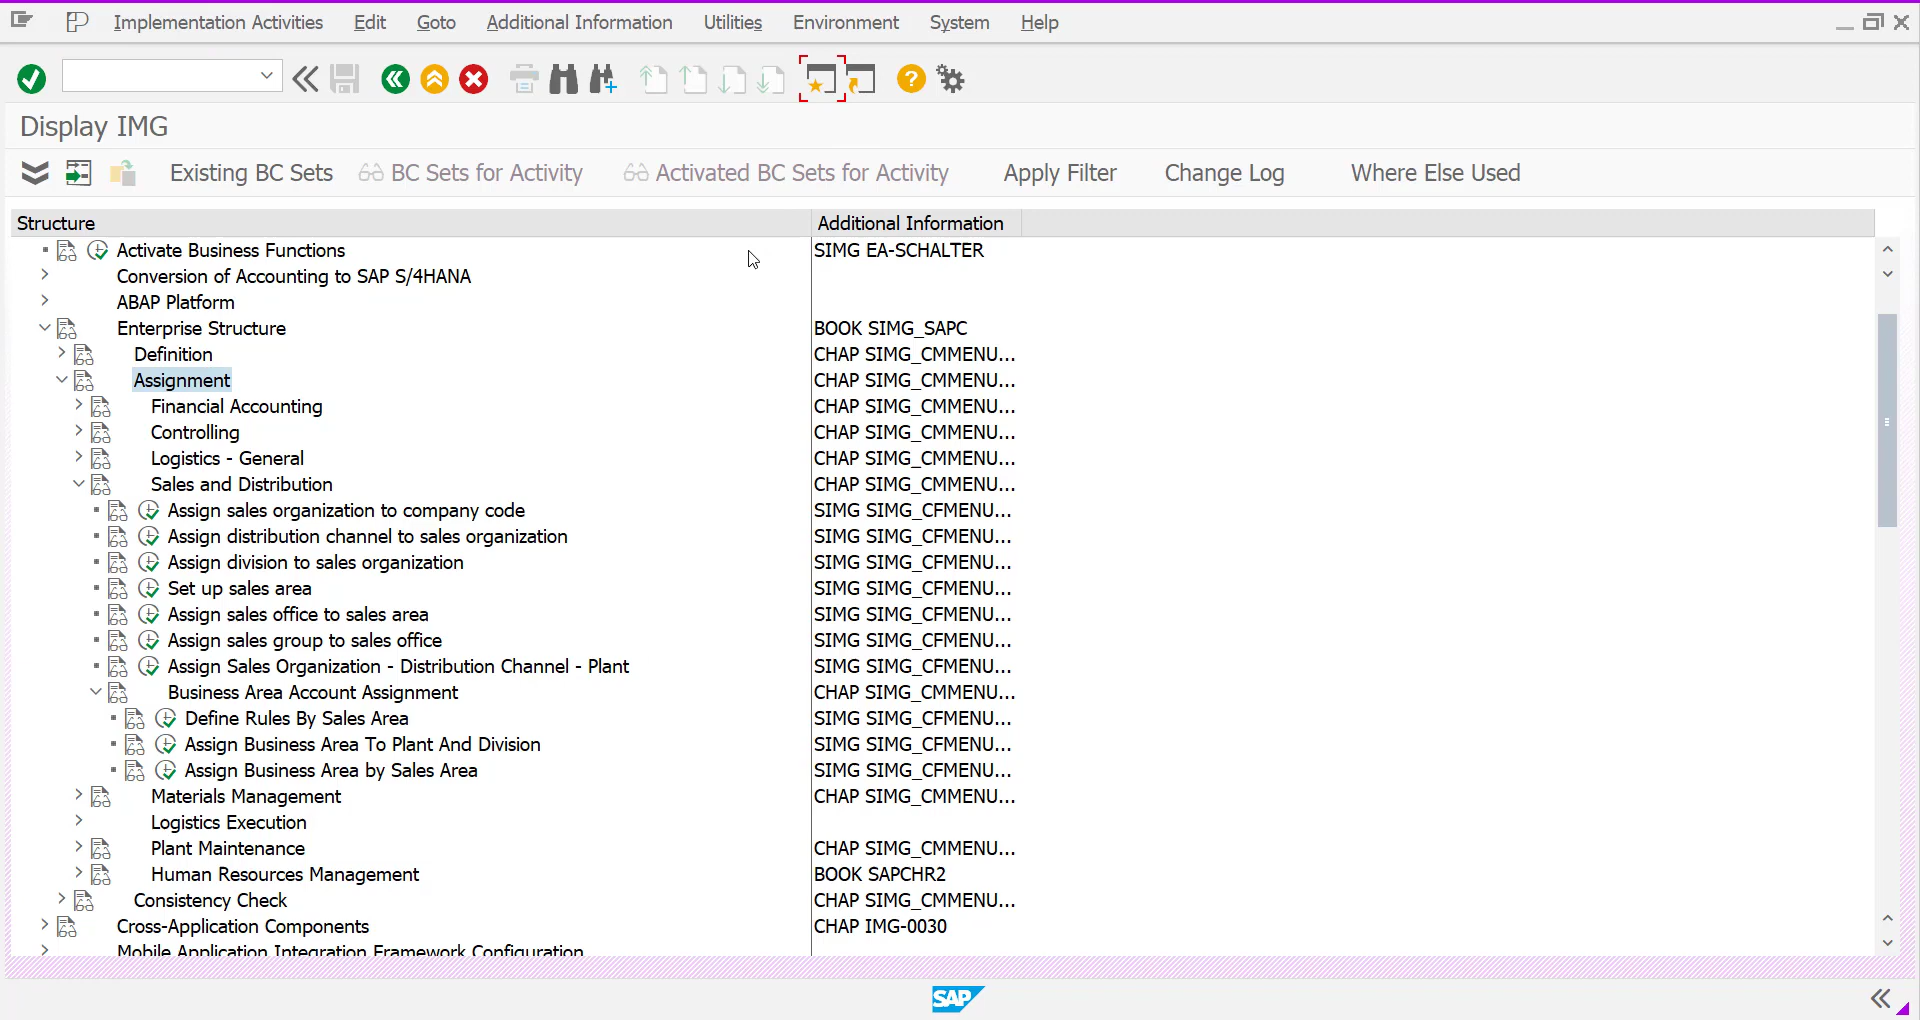 Implementation Activities Edit Goto Additional Information Utilities Environment System Help
Display IMG
Existing BC Sets BC Sets for Activity Activated BC Sets for Activity Apply Filter Change Log Where Else Used
Structure Additional Information
Activate Business Functions SIMG EA-SCHALTER
Conversion of Accounting to SAP S/4HANA
ABAP Platform
Enterprise Structure BOOK SIMG_SAPC
Definition CHAP SIMG_CMMENU...
Assignment CHAP SIMG_CMMENU...
Financial Accounting CHAP SIMG_CMMENU...
Controlling CHAP SIMG_CMMENU...
Logistics - General CHAP SIMG_CMMENU...
Sales and Distribution CHAP SIMG_CMMENU...
Assign sales organization to company code SIMG SIMG_CFMENU...
Assign distribution channel to sales organization SIMG SIMG_CFMENU...
Assign division to sales organization SIMG SIMG_CFMENU...
Set up sales area SIMG SIMG_CFMENU...
Assign sales office to sales area SIMG SIMG_CFMENU...
Assign sales group to sales office SIMG SIMG_CFMENU...
Assign Sales Organization - Distribution Channel - Plant SIMG SIMG_CFMENU...
Business Area Account Assignment CHAP SIMG_CMMENU...
Define Rules By Sales Area SIMG SIMG_CFMENU...
Assign Business Area To Plant And Division SIMG SIMG_CFMENU...
Assign Business Area by Sales Area SIMG SIMG_CFMENU...
Materials Management CHAP SIMG_CMMENU...
Logistics Execution
Plant Maintenance CHAP SIMG_CMMENU...
Human Resources Management BOOK SAPCHR2
Consistency Check CHAP SIMG_CMMENU...
Cross-Application Components CHAP IMG-0030
Mobile Application Integration Framework Configuration
SAP